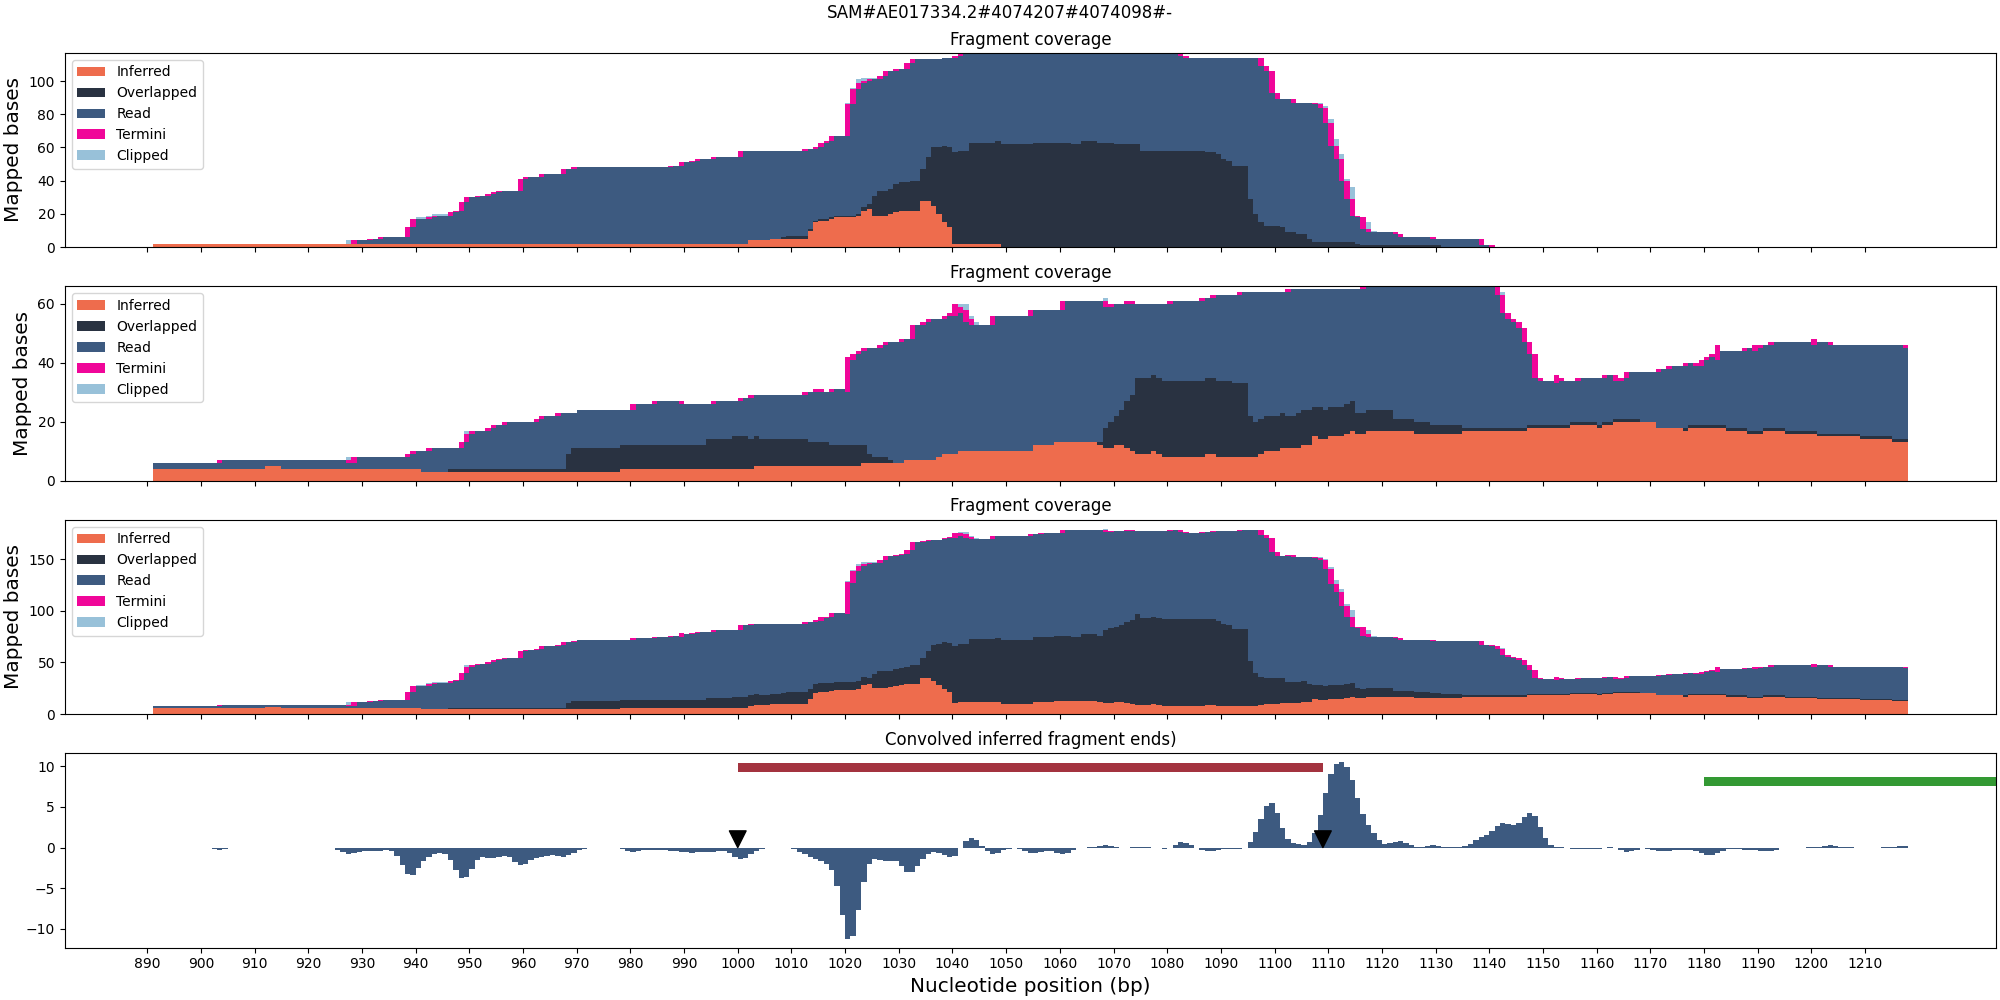 SAM#AE017334.2#4074207#4074098#-
Fragment coverage
Mapped bases
100
80
60
40
20
0
Inferred
Overlapped
Read
Termini
Clipped
Fragment coverage
Mapped bases
60
40
20
0
Inferred
Overlapped
Read
Termini
Clipped
Fragment coverage
Mapped bases
150
100
50
0
Inferred
Overlapped
Read
Termini
Clipped
Convolved inferred fragment ends)
10
5
0
−5
−10
890 900 910 920 930 940 950 960 970 980 990 1000 1010 1020 1030 1040 1050 1060 1070 1080 1090 1100 1110 1120 1130 1140 1150 1160 1170 1180 1190 1200 1210
Nucleotide position (bp)